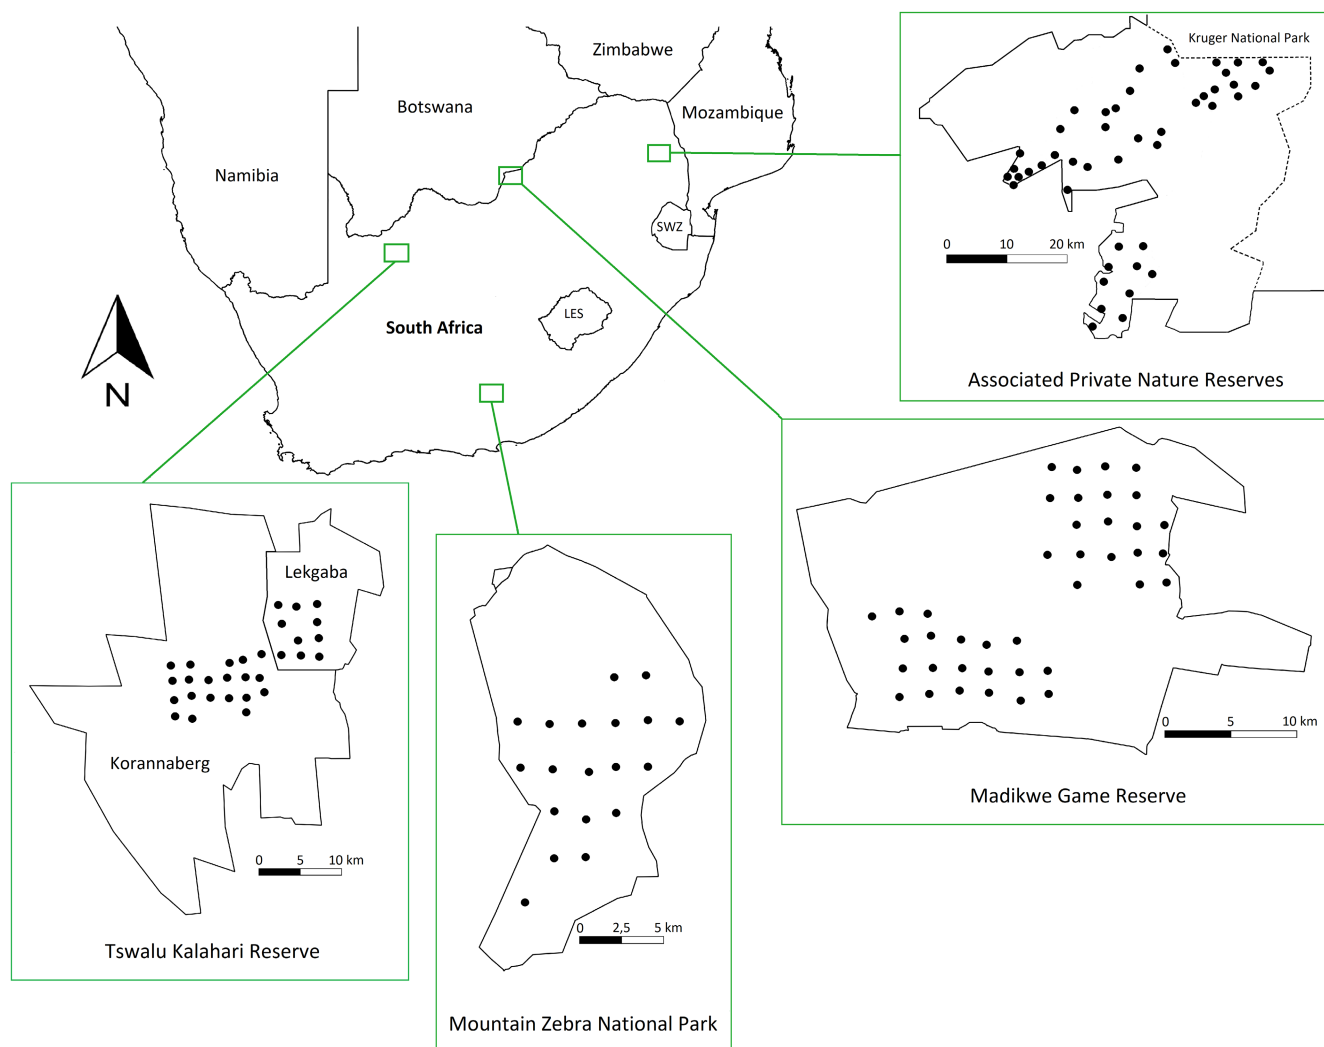 Zimbabwe
Kruger National Park
Botswana
Mozambique
Namibia
SWZ
0 10 20 km
LES
South Africa
N
Associated Private Nature Reserves
Lekgaba
Korannaberg
0 5 10 km
Madikwe Game Reserve
0 5 10 km
Tswalu Kalahari Reserve
0 2,5 5 km
Mountain Zebra National Park